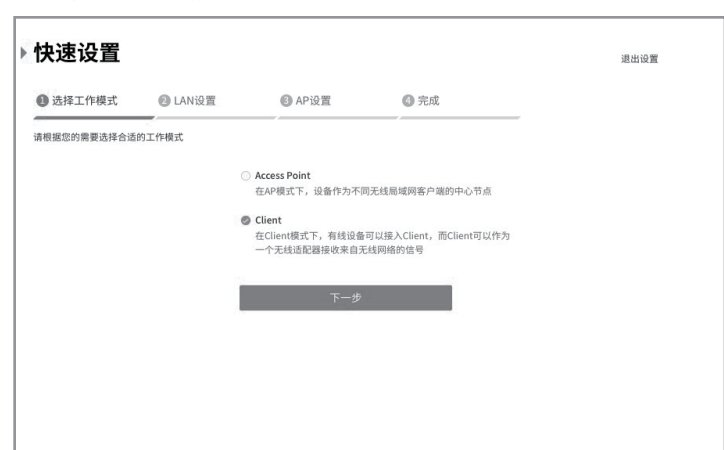 快速设置
退出设置
1 选择工作模式 2 LAN设置 3 AP设置 4 完成
请根据您的需要选择合适的工作模式
Access Point
在AP模式下，设备作为不同无线局域网客户端的中心节点
Client
在Client模式下，有线设备可以接入Client，而Client可以作为
一个无线适配器接收来自无线网络的信号
下一步